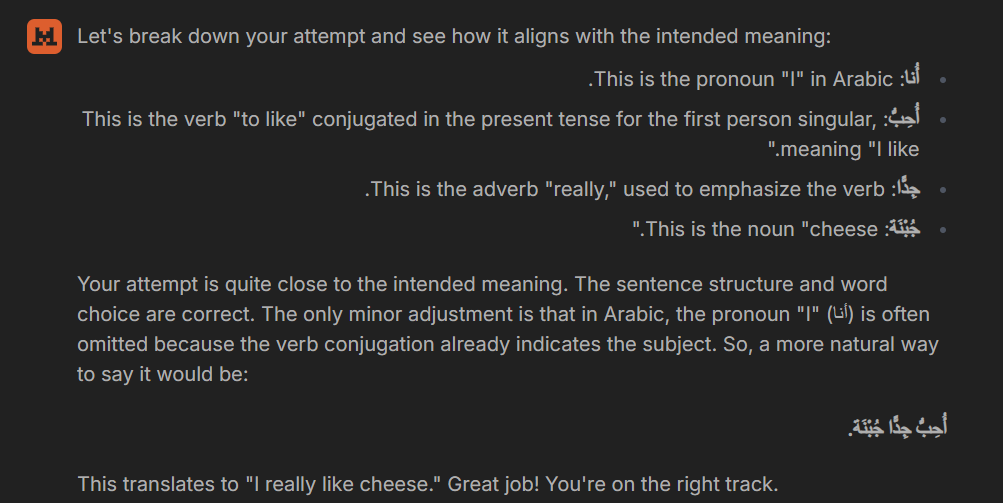 Let's break down your attempt and see how it aligns with the intended meaning:
أُنا: This is the pronoun "I" in Arabic.
أُحِبُّ: This is the verb "to like" conjugated in the present tense for the first person singular,
meaning "I like."
جِدًّا: This is the adverb "really," used to emphasize the verb.
جُبْنَة: This is the noun "cheese."
Your attempt is quite close to the intended meaning. The sentence structure and word
choice are correct. The only minor adjustment is that in Arabic, the pronoun "I" (أنا) is often
omitted because the verb conjugation already indicates the subject. So, a more natural way
to say it would be:
أُحِبُّ جِدًّا جُبْنَة.
This translates to "I really like cheese." Great job! You're on the right track.